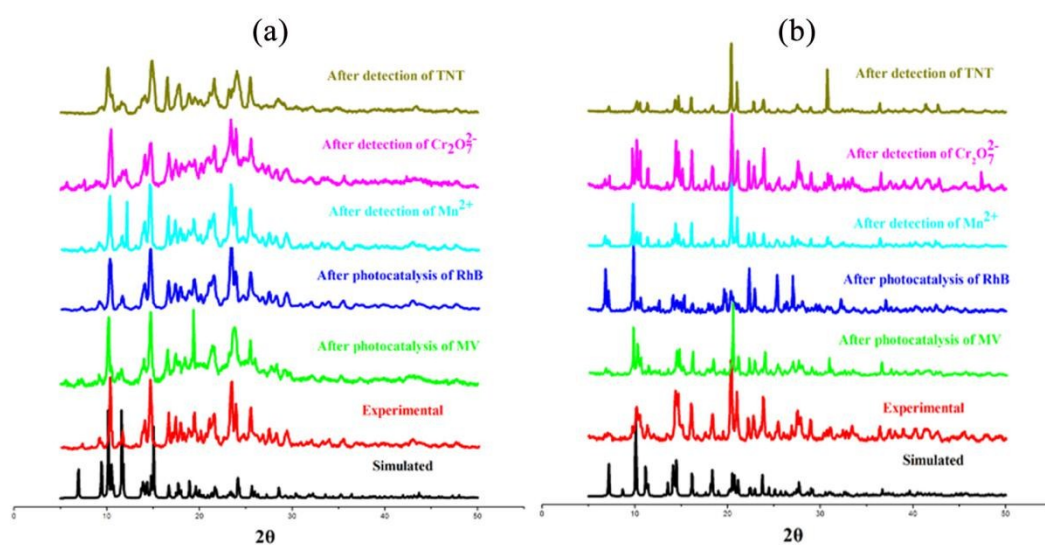 (a)
After detection of TNT
After detection of Cr₂O₇²⁻
After detection of Mn²⁺
After photocatalysis of RhB
After photocatalysis of MV
Experimental
Simulated
0 10 20 30 40 50
2θ
(b)
After detection of TNT
After detection of Cr₂O₇²⁻
After detection of Mn²⁺
After photocatalysis of RhB
After photocatalysis of MV
Experimental
Simulated
0 10 20 30 40 50
2θ